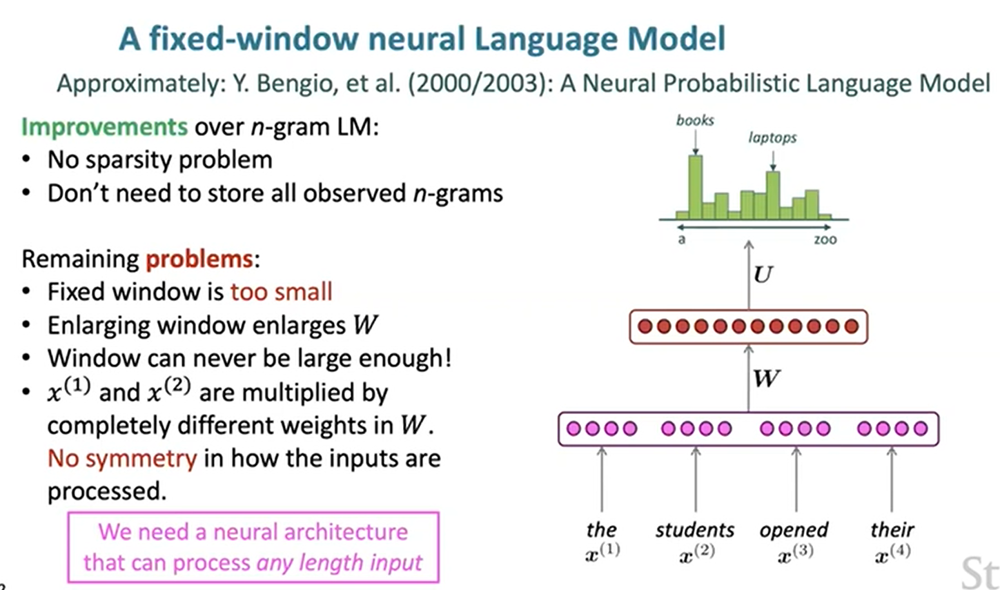 A fixed-window neural Language Model
Approximately: Y. Bengio, et al. (2000/2003): A Neural Probabilistic Language Model
Improvements over n-gram LM:
• No sparsity problem
• Don’t need to store all observed n-grams
Remaining problems:
• Fixed window is too small
• Enlarging window enlarges W
• Window can never be large enough!
• x⁽¹⁾ and x⁽²⁾ are multiplied by
completely different weights in W.
No symmetry in how the inputs are
processed.
We need a neural architecture
that can process any length input
books
laptops
a zoo
U
W
the students opened their
x⁽¹⁾ x⁽²⁾ x⁽³⁾ x⁽⁴⁾
St